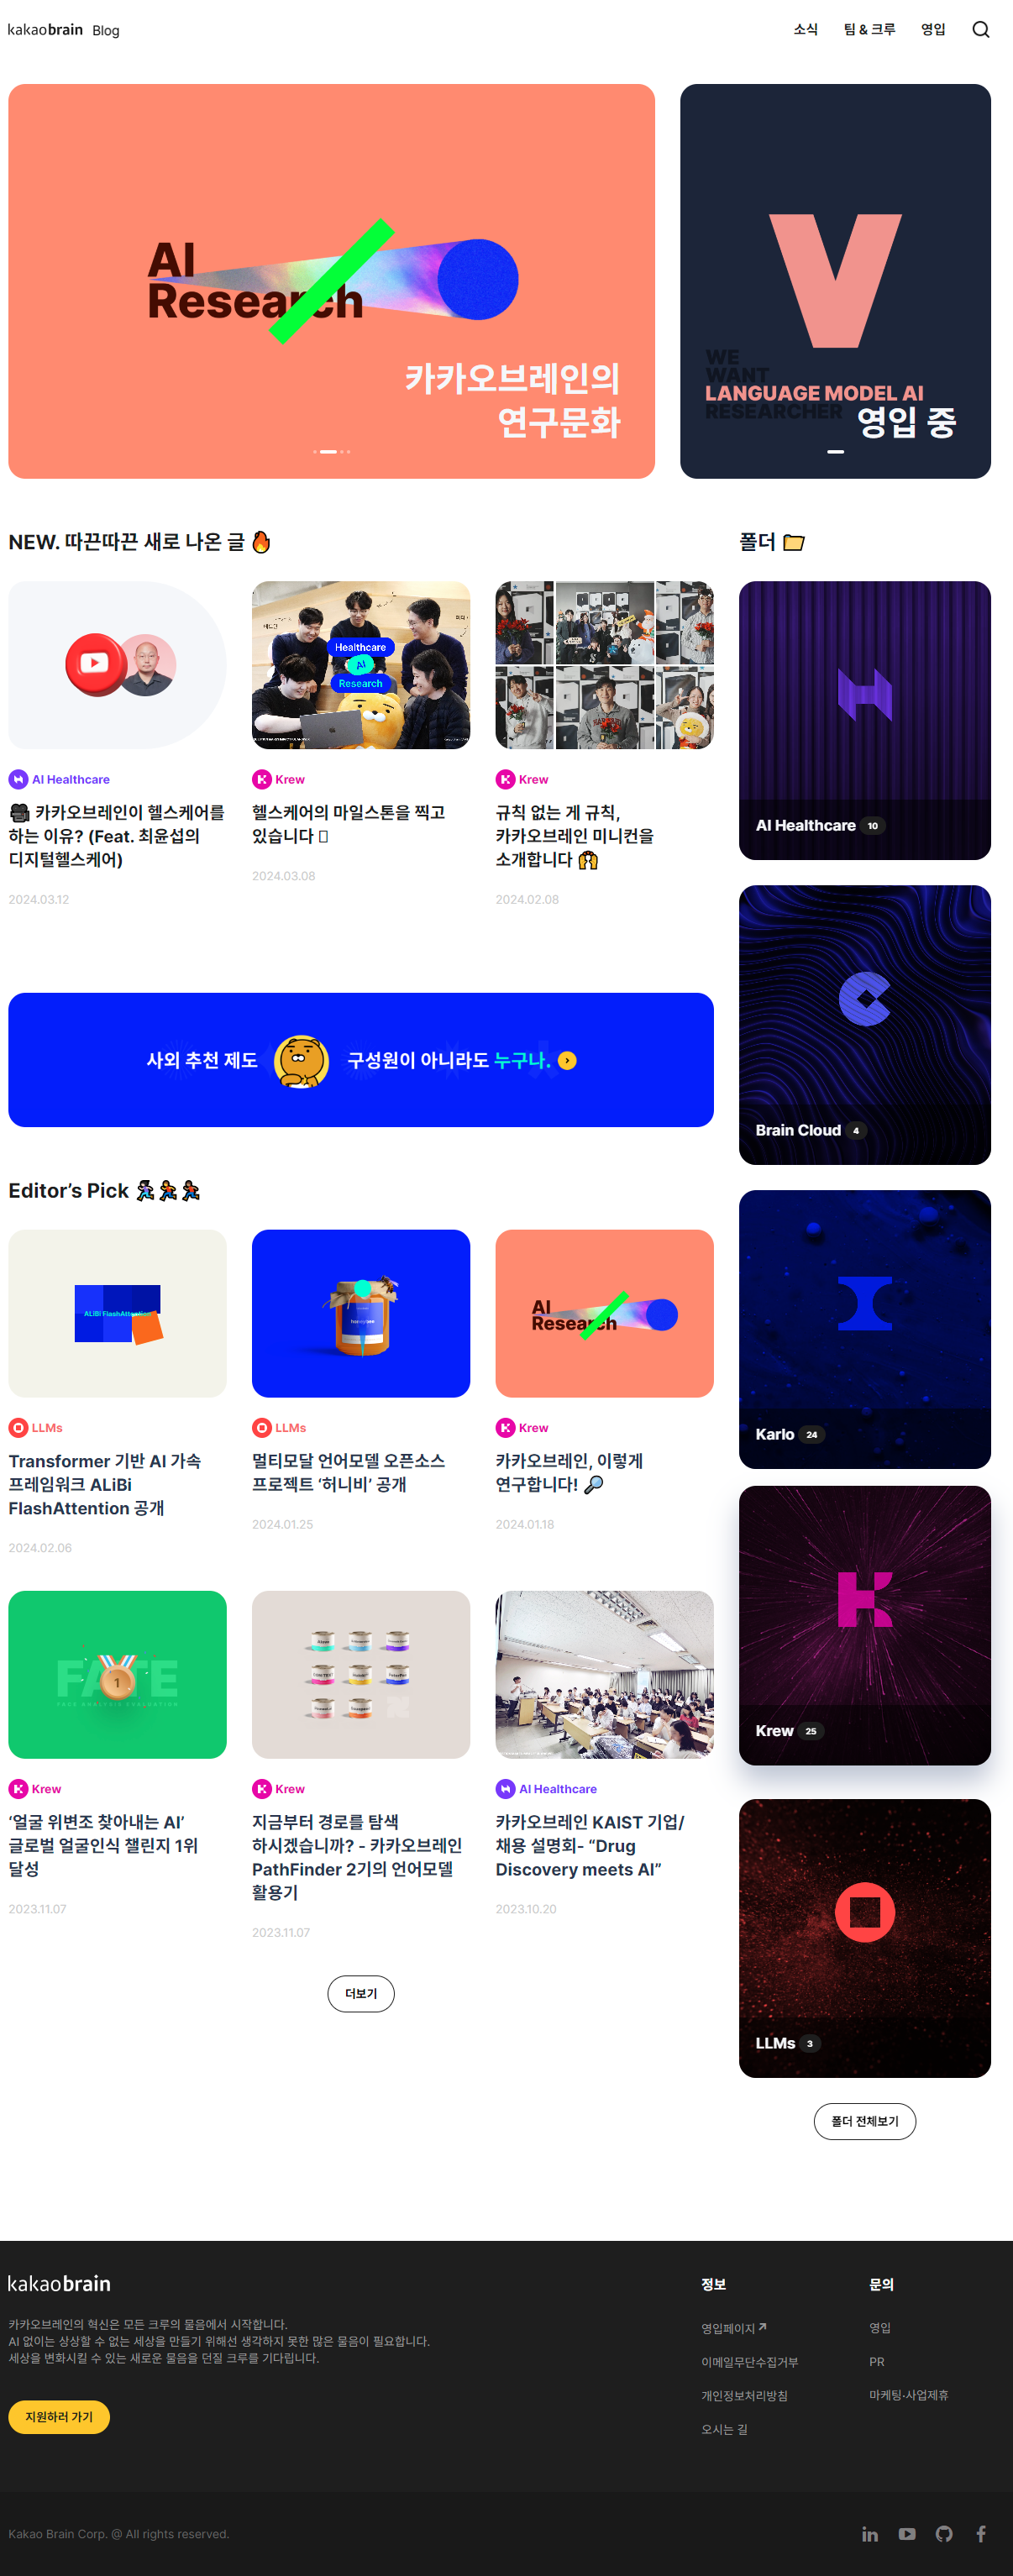 kakaobrain Blog
소식 팀 & 크루 영입
AI
Research
카카오브레인의
연구문화
WE
WANT
LANGUAGE MODEL AI
RESEARCHER
영입 중
NEW. 따끈따끈 새로 나온 글 🔥
Healthcare
AI
Research
AI Healthcare
🎥 카카오브레인이 헬스케어를
하는 이유? (Feat. 최윤섭의
디지털헬스케어)
2024.03.12
Krew
헬스케어의 마일스톤을 찍고
있습니다
2024.03.08
Krew
규칙 없는 게 규칙,
카카오브레인 미니컨을
소개합니다 🙌
2024.02.08
사외 추천 제도 구성원이 아니라도 누구나.
Editor’s Pick 🏃🏃🏃
ALiBi FlashAttention
LLMs
Transformer 기반 AI 가속
프레임워크 ALiBi
FlashAttention 공개
2024.02.06
honeybee
LLMs
멀티모달 언어모델 오픈소스
프로젝트 ‘허니비’ 공개
2024.01.25
AI
Research
Krew
카카오브레인, 이렇게
연구합니다! 🔎
2024.01.18
FATE
1
Krew
‘얼굴 위변조 찾아내는 AI’
글로벌 얼굴인식 챌린지 1위
달성
2023.11.07
Krew
지금부터 경로를 탐색
하시겠습니까? - 카카오브레인
PathFinder 2기의 언어모델
활용기
2023.11.07
AI Healthcare
카카오브레인 KAIST 기업/
채용 설명회- “Drug
Discovery meets AI”
2023.10.20
더보기
폴더 📁
AI Healthcare 10
Brain Cloud 4
Karlo 24
Krew 25
LLMs 3
폴더 전체보기
kakaobrain
카카오브레인의 혁신은 모든 크루의 물음에서 시작합니다.
AI 없이는 상상할 수 없는 세상을 만들기 위해선 생각하지 못한 많은 물음이 필요합니다.
세상을 변화시킬 수 있는 새로운 물음을 던질 크루를 기다립니다.
지원하러 가기
정보
영입페이지
이메일무단수집거부
개인정보처리방침
오시는 길
문의
영입
PR
마케팅·사업제휴
Kakao Brain Corp. @ All rights reserved.